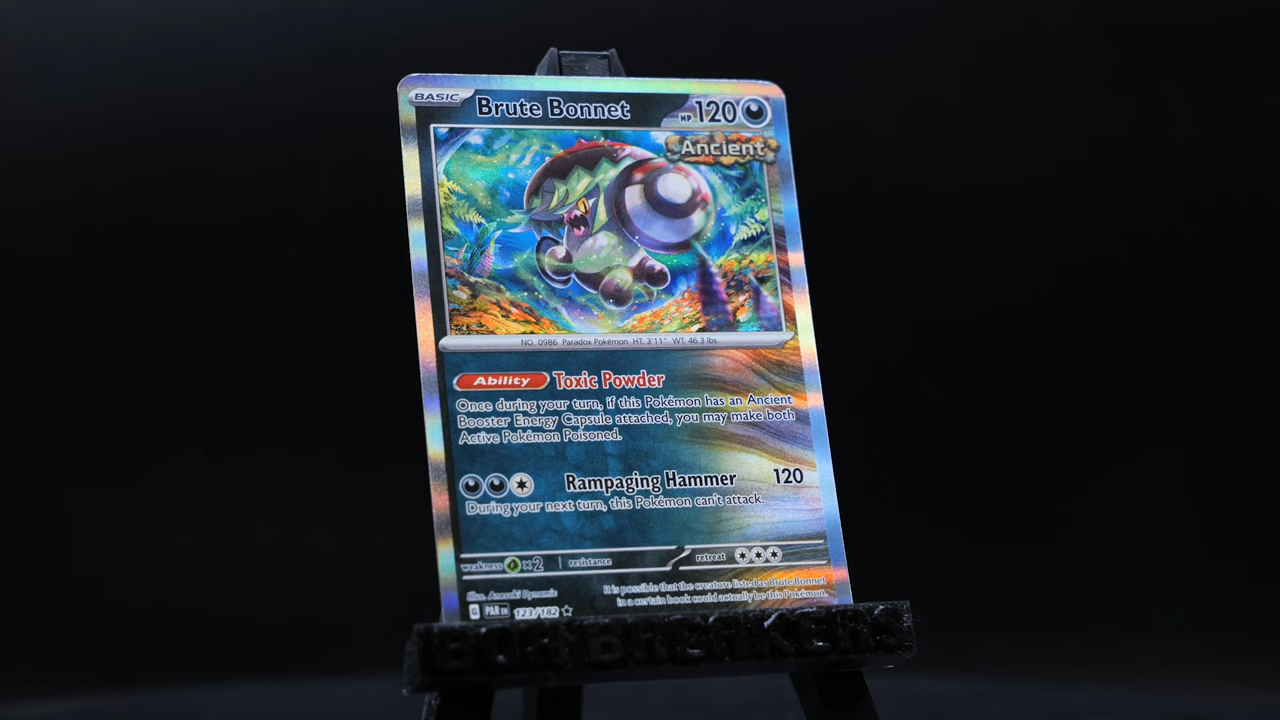 BASIC Brute Bonnet HP 120
Ancient
NO. 0986 Paradox Pokémon HT. 3'11" WT. 46.3 lbs.
Ability Toxic Powder
Once during your turn, if this Pokémon has an Ancient
Booster Energy Capsule attached, you may make both
Active Pokémon Poisoned.
Rampaging Hammer 120
During your next turn, this Pokémon can't attack.
weakness ×2 resistance retreat
Illus. Anesaki Dynamic
It is possible that the creature listed as Brute Bonnet
in a certain book could actually be this Pokémon.
G PAR EN 123/182
BOXBREAKERS